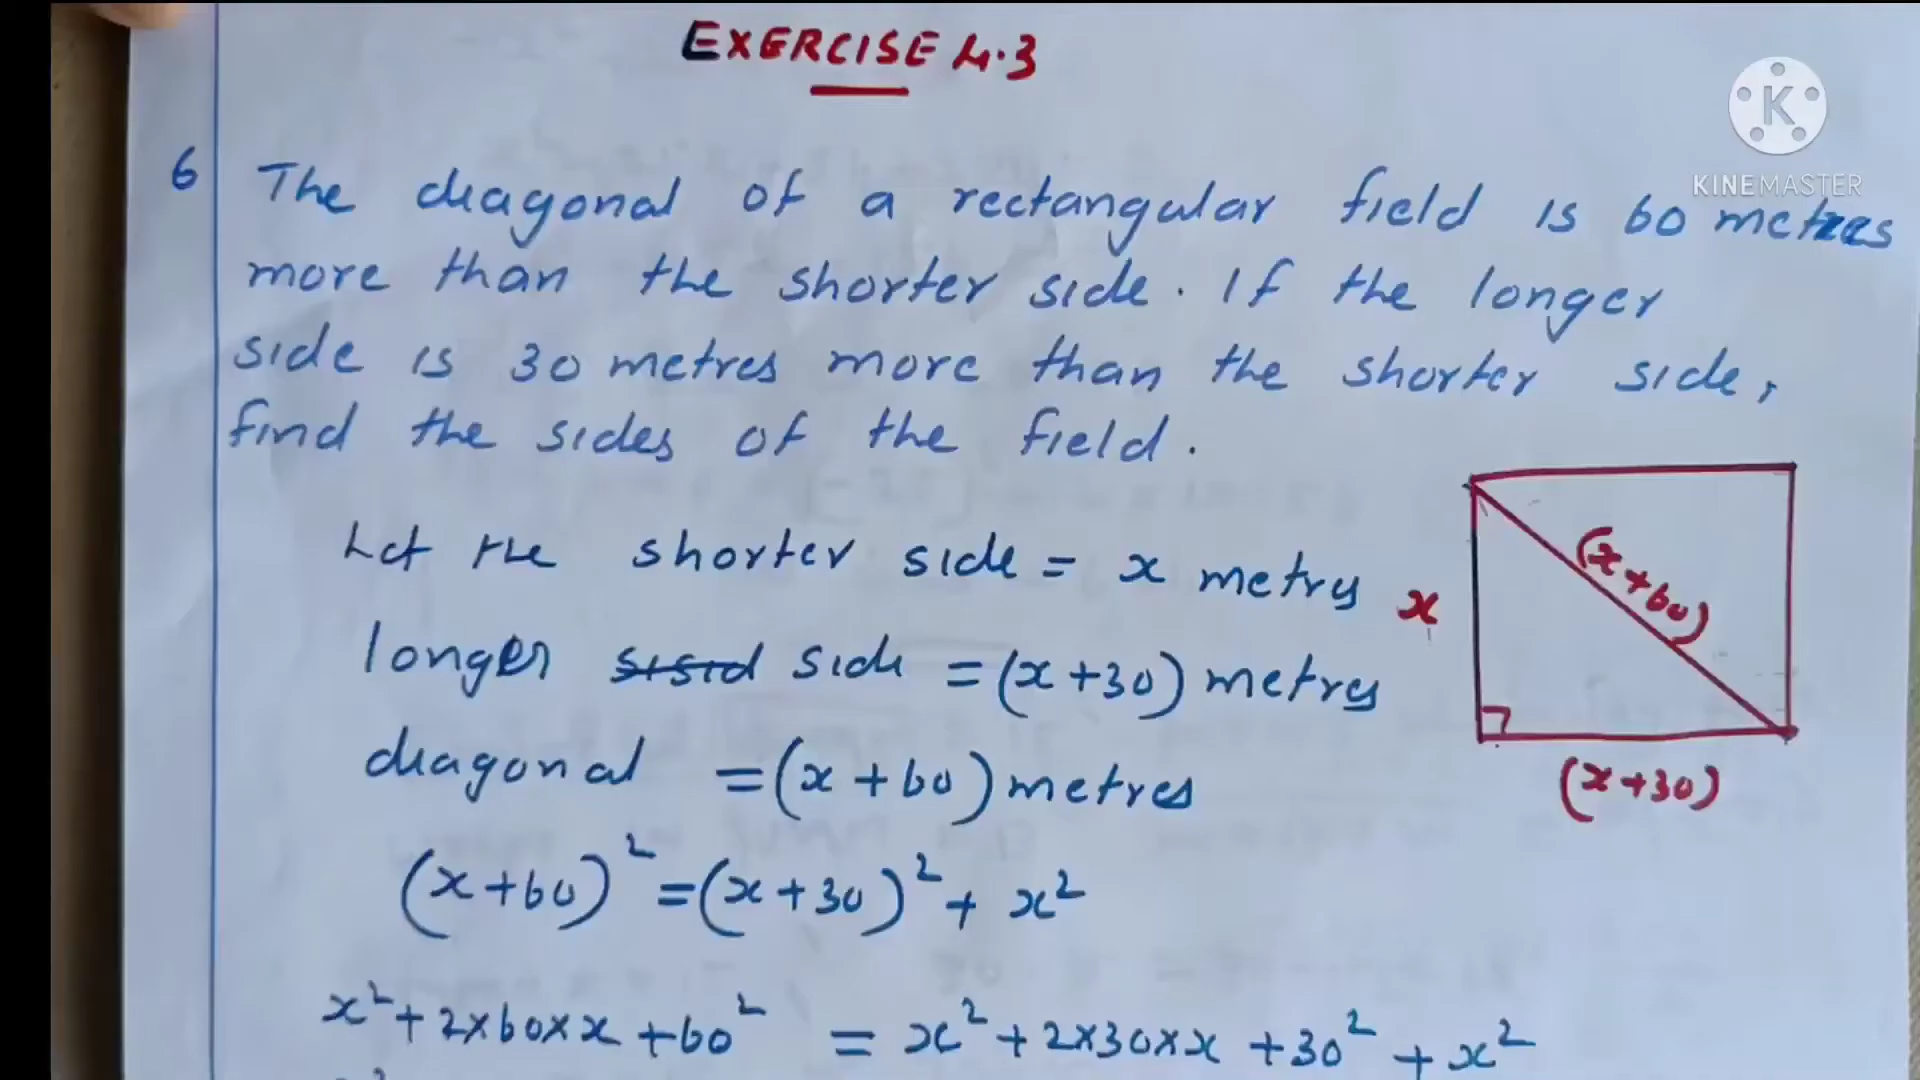 EXERCISE 4.3
6 The diagonal of a rectangular field is 60 metres
more than the shorter side. If the longer
side is 30 metres more than the shorter side,
find the sides of the field.
Let the shorter side = x metres
longer side = (x+30) metres
diagonal = (x+60) metres
(x+60)² = (x+30)² + x²
x² + 2×60×x + 60² = x² + 2×30×x + 30² + x²
x
(x+60)
(x+30)
K
KINEMASTER